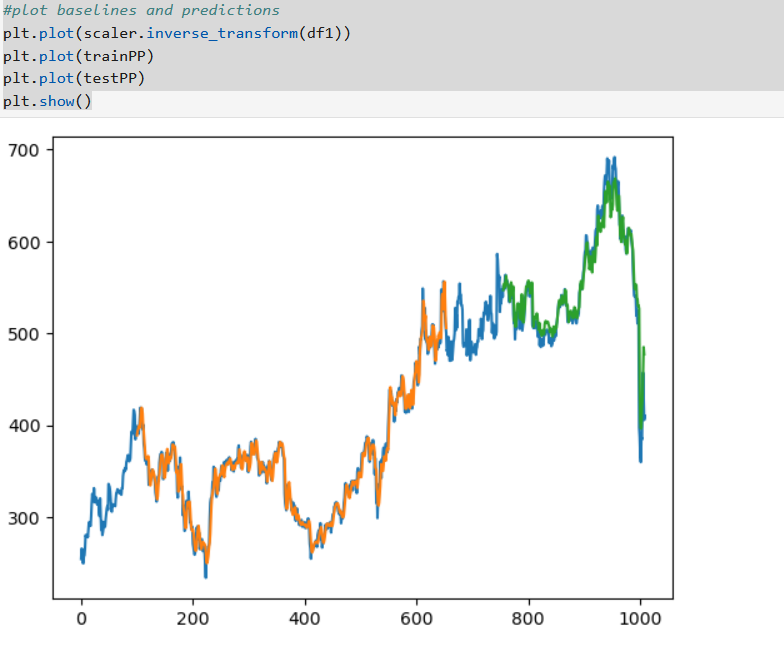 #plot baselines and predictions
plt.plot(scaler.inverse_transform(df1))
plt.plot(trainPP)
plt.plot(testPP)
plt.show()
700
600
500
400
300
0 200 400 600 800 1000